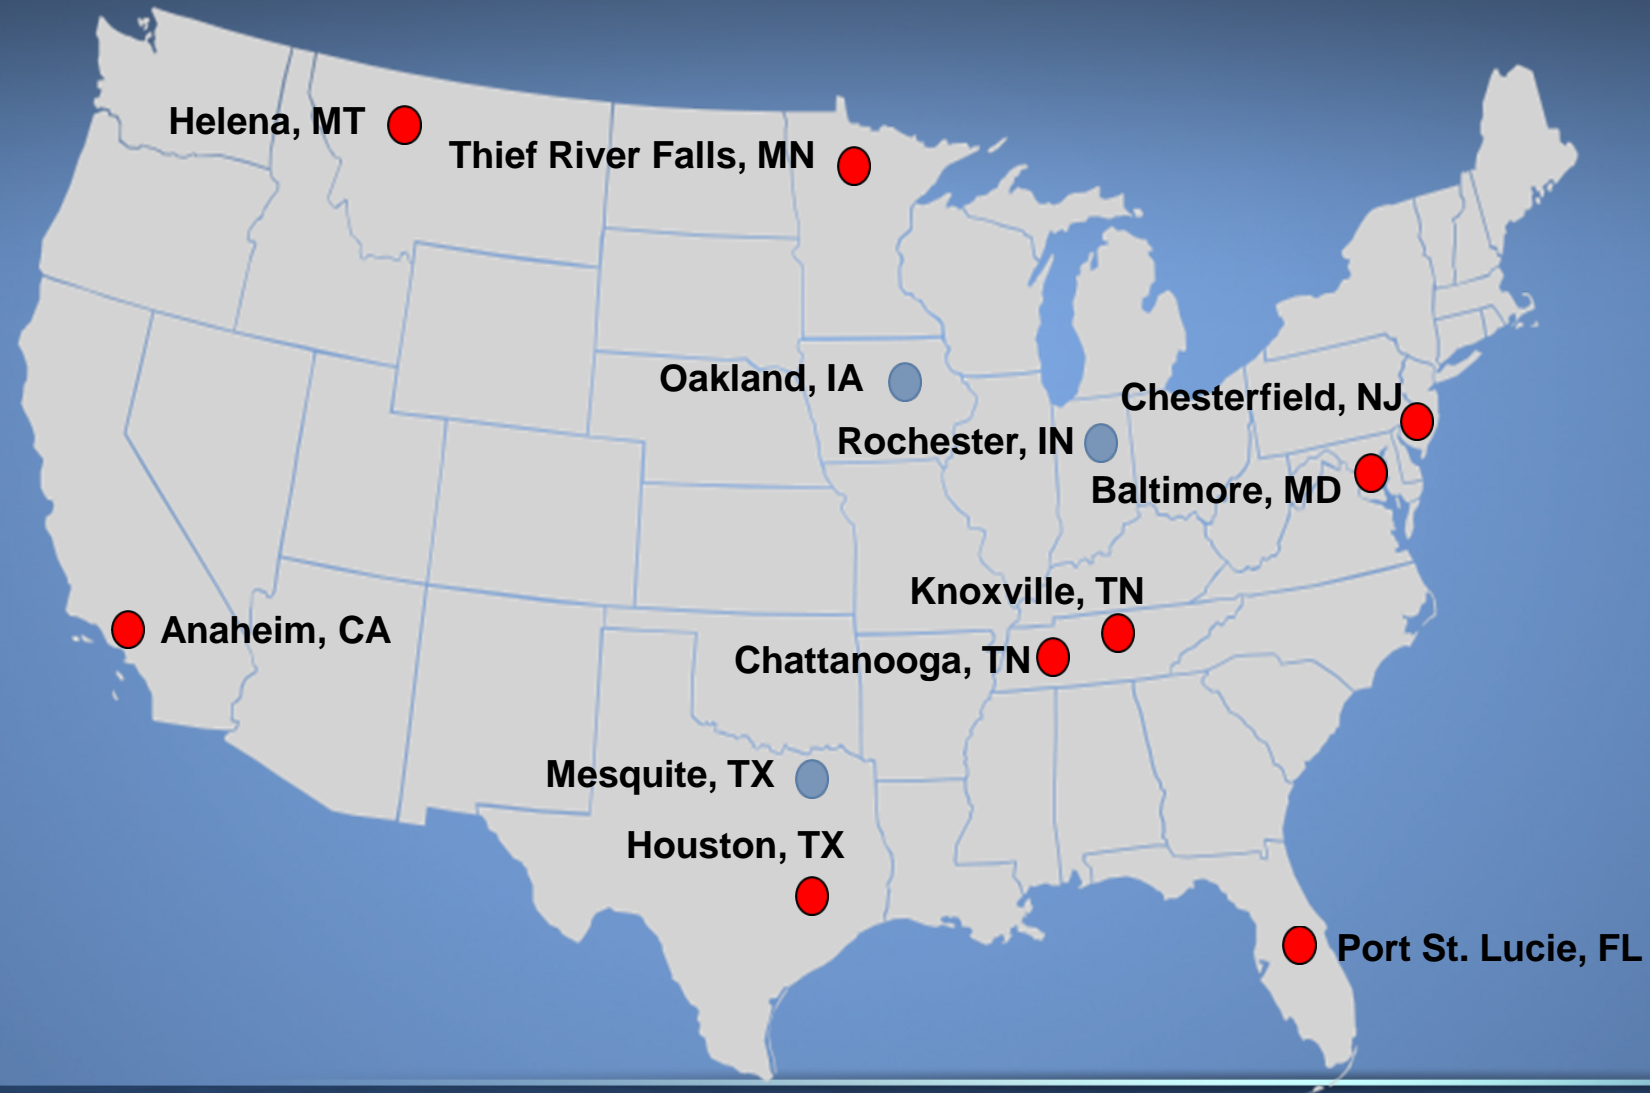 Helena, MT
Thief River Falls, MN
Oakland, IA
Chesterfield, NJ
Rochester, IN
Baltimore, MD
Knoxville, TN
Anaheim, CA
Chattanooga, TN
Mesquite, TX
Houston, TX
Port St. Lucie, FL